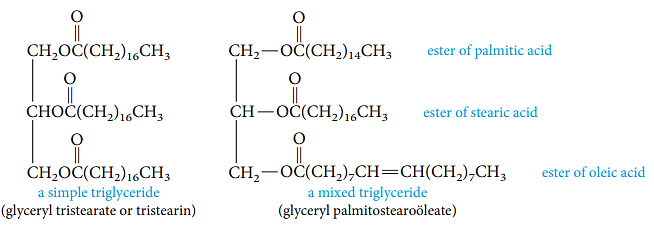 O O
CH₂OC(CH₂)₁₆CH₃ CH₂—OC(CH₂)₁₄CH₃ ester of palmitic acid
O O
CHOC(CH₂)₁₆CH₃ CH—OC(CH₂)₁₆CH₃ ester of stearic acid
O O
CH₂OC(CH₂)₁₆CH₃ CH₂—OC(CH₂)₇CH=CH(CH₂)₇CH₃ ester of oleic acid
a simple triglyceride a mixed triglyceride
(glyceryl tristearate or tristearin) (glyceryl palmitostearoöleate)